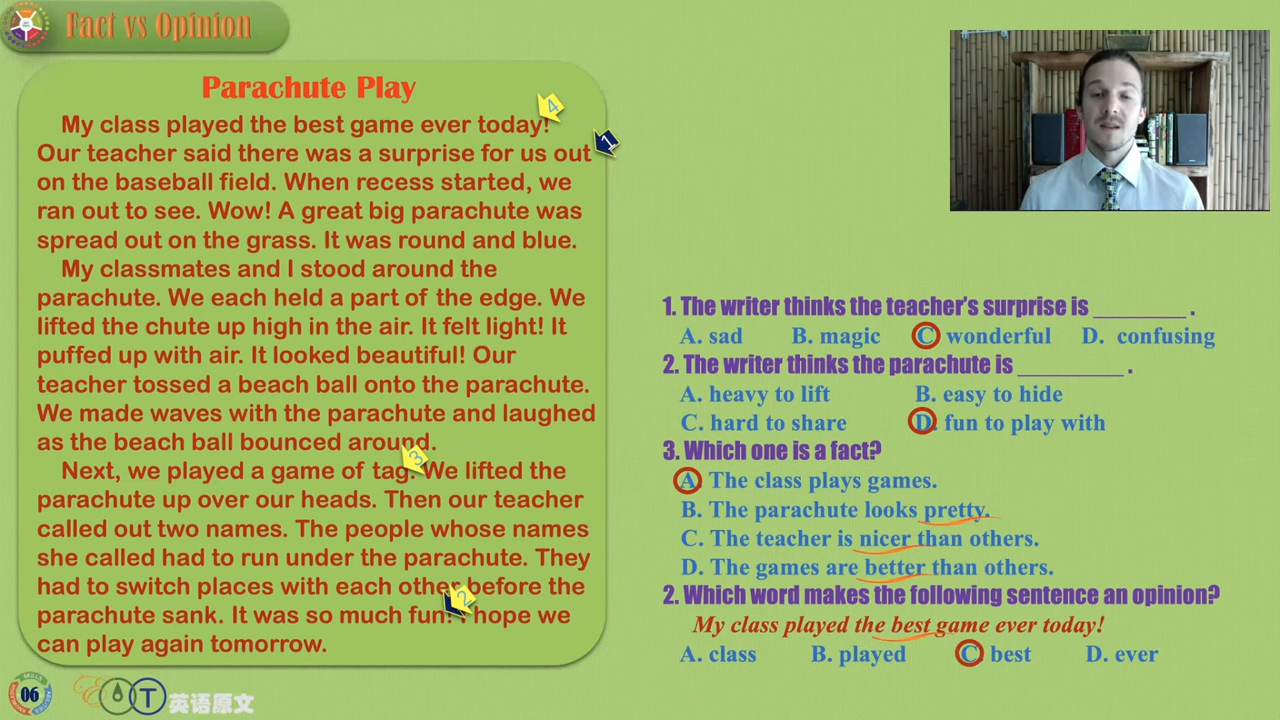 Fact vs Opinion
Parachute Play
My class played the best game ever today!
Our teacher said there was a surprise for us out
on the baseball field. When recess started, we
ran out to see. Wow! A great big parachute was
spread out on the grass. It was round and blue.
My classmates and I stood around the
parachute. We each held a part of the edge. We
lifted the chute up high in the air. It felt light! It
puffed up with air. It looked beautiful! Our
teacher tossed a beach ball onto the parachute.
We made waves with the parachute and laughed
as the beach ball bounced around.
Next, we played a game of tag. We lifted the
parachute up over our heads. Then our teacher
called out two names. The people whose names
she called had to run under the parachute. They
had to switch places with each other before the
parachute sank. It was so much fun! I hope we
can play again tomorrow.
4
1
3
2
1. The writer thinks the teacher's surprise is _______ .
A. sad B. magic C wonderful D. confusing
2. The writer thinks the parachute is ________ .
A. heavy to lift B. easy to hide
C. hard to share D. fun to play with
3. Which one is a fact?
A The class plays games.
B. The parachute looks pretty.
C. The teacher is nicer than others.
D. The games are better than others.
2. Which word makes the following sentence an opinion?
My class played the best game ever today!
A. class B. played C best D. ever
06
T 英语原文